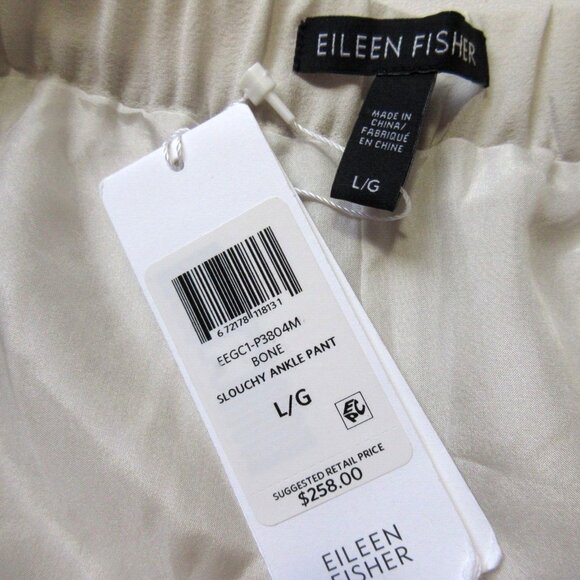 EILEEN FISHER
MADE IN
CHINA/
FABRIQUÉ
EN CHINE
L/G
6 72178 11813 1
EEGC1-P3804M
BONE
SLOUCHY ANKLE PANT
L/G
EPC
SUGGESTED RETAIL PRICE
$258.00
EILEEN
FISHER